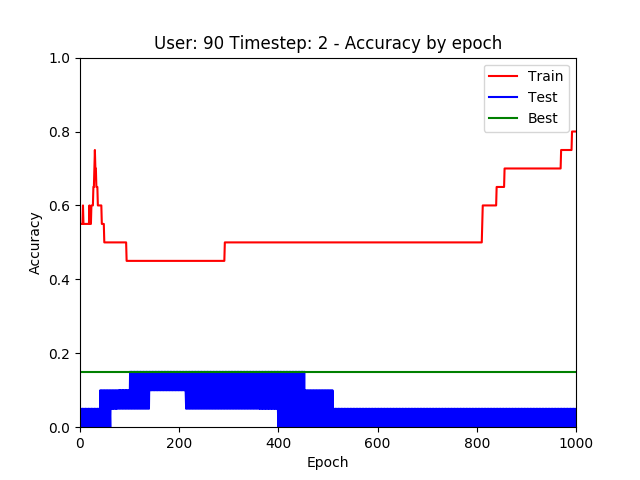 User: 90 Timestep: 2 - Accuracy by epoch
1.0
0.8
0.6
0.4
0.2
0.0
Accuracy
Train
Test
Best
0 200 400 600 800 1000
Epoch